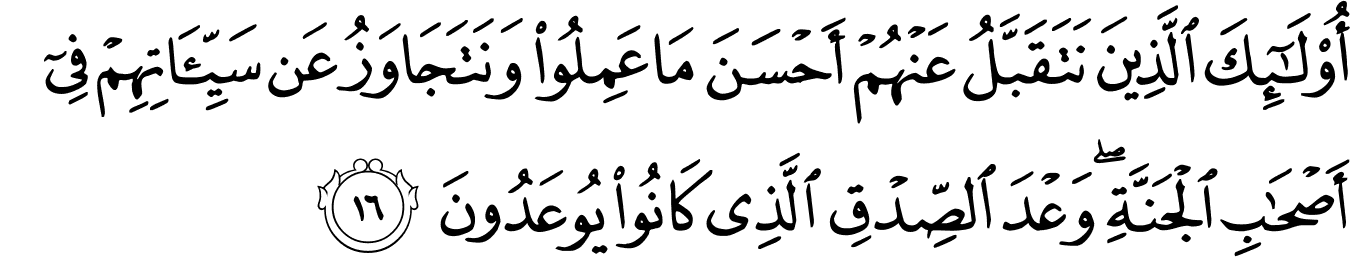 أُوْلَـٰٓئِكَ ٱلَّذِينَ نَتَقَبَّلُ عَنۡهُمۡ أَحۡسَنَ مَا عَمِلُواْ وَنَتَجَاوَزُ عَن سَيِّـَٔاتِهِمۡ فِيٓ
أَصۡحَٰبِ ٱلۡجَنَّةِۖ وَعۡدَ ٱلصِّدۡقِ ٱلَّذِي كَانُواْ يُوعَدُونَ ١٦